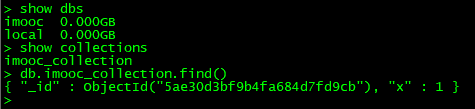 > show dbs
imooc  0.000GB
local  0.000GB
> show collections
imooc_collection
> db.imooc_collection.find()
{ "_id" : ObjectId("5ae30d3bf9b4fa684d7fd9cb"), "x" : 1 }
>